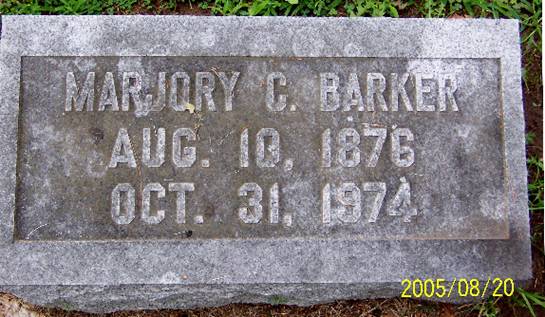 MARJORY C. BARKER
AUG. 10, 1876
OCT. 31, 1974
2005/08/20